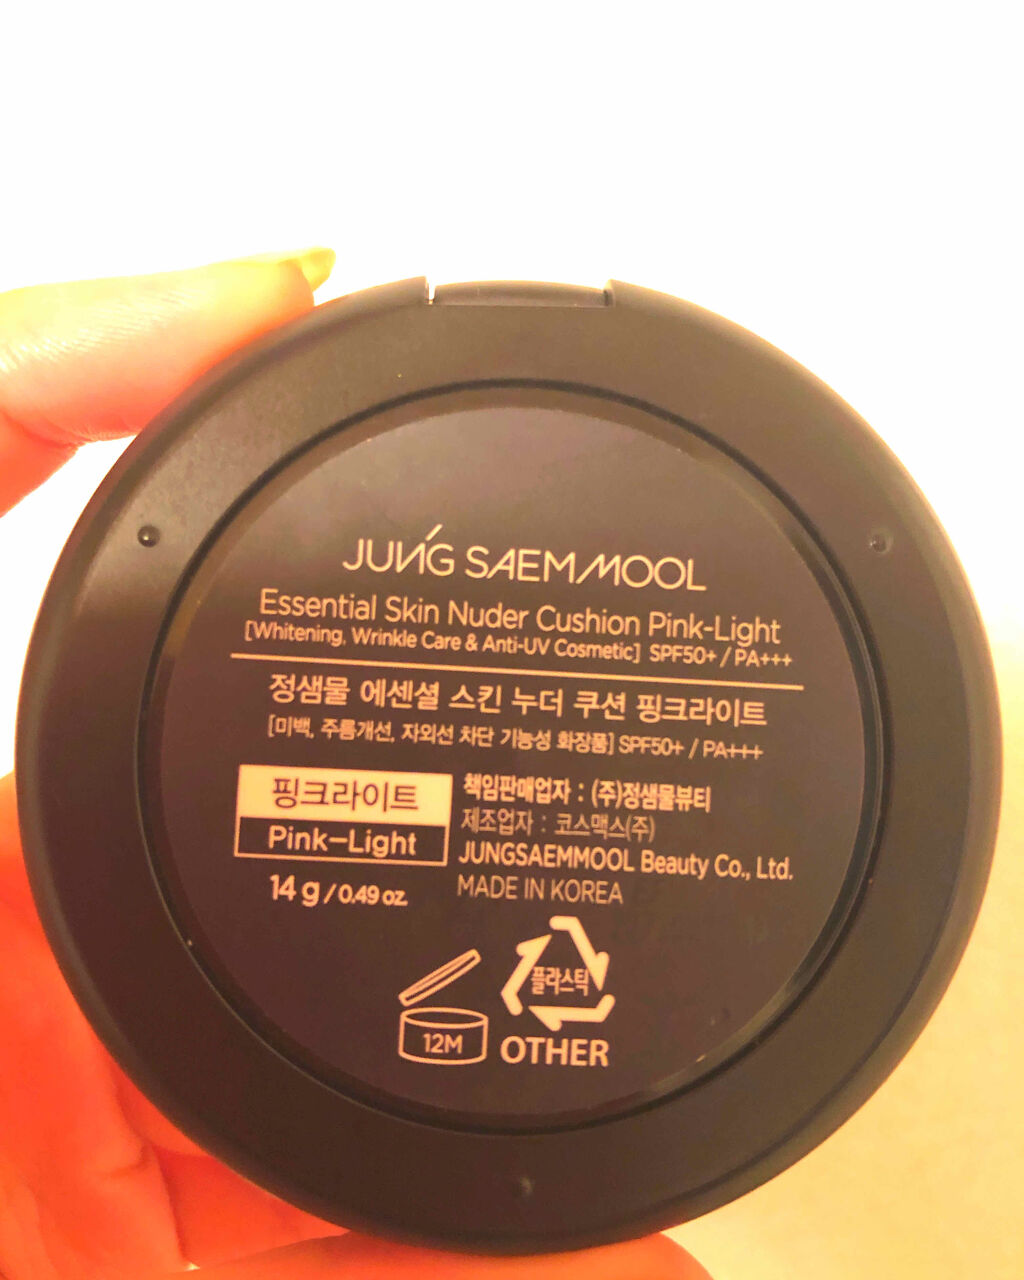 JUNG SAEM MOOL
Essential Skin Nuder Cushion Pink-Light
[Whitening, Wrinkle Care & Anti-UV Cosmetic] SPF50+ / PA+++
정샘물 에센셜 스킨 누더 쿠션 핑크라이트
[미백, 주름개선, 자외선 차단 기능성 화장품] SPF50+ / PA+++
핑크라이트
Pink-Light
14 g / 0.49 oz.
책임판매업자 : (주)정샘물뷰티
제조업자 : 코스맥스(주)
JUNGSAEMMOOL Beauty Co., Ltd.
MADE IN KOREA
12M
플라스틱
OTHER